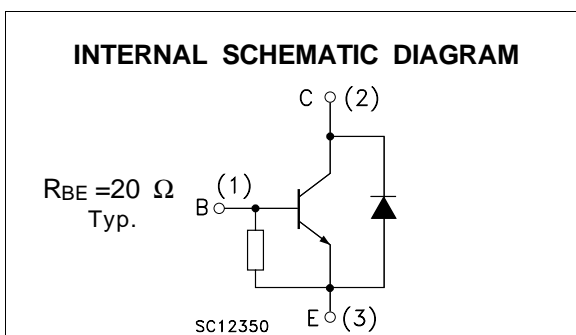 INTERNAL SCHEMATIC DIAGRAM
C (2)
RBE =20 Ω
Typ.
(1)
B
SC12350
E (3)